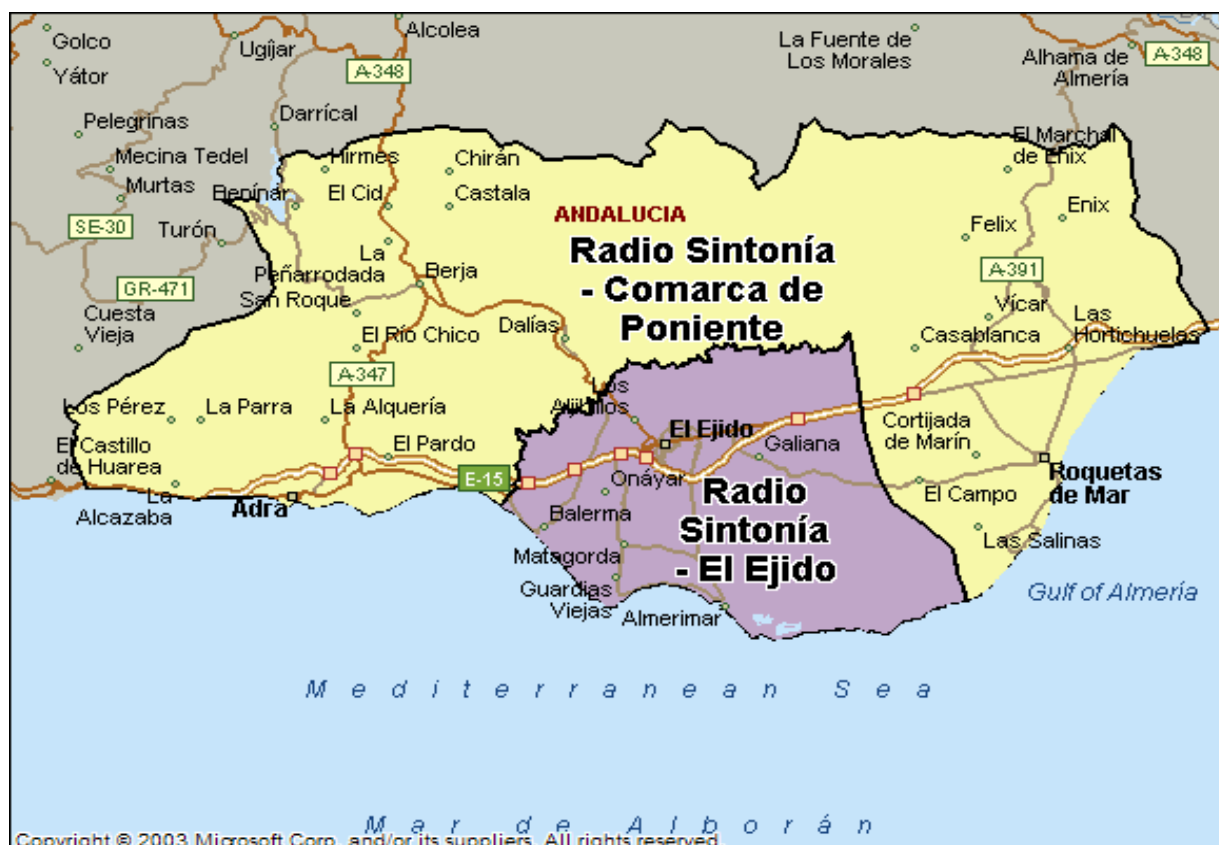 Golco
Ugíjar
Alcolea
La Fuente de
Los Morales
Alhama de
Almería
A-348
Yátor
A-348
Pelegrinas
Darrícal
El Marchal
de Enix
Mecina Tedel
Hirmes
Chirán
Murtas
Benínar
El Cid
Castala
ANDALUCIA
Enix
SE-30
Turón
Felix
Radio Sintonía
- Comarca de
Poniente
La
Peñarrodada
Berja
A-391
GR-471
San Roque
Vícar
Cuesta
Vieja
El Río Chico
Dalías
Casablanca
Las
Hortichuelas
A-347
Los Pérez
La Parra
La Alquería
Los
El Ejido
Cortijada
de Marín
El Castillo
de Huarea
El Pardo
Galiana
E-15
Onáyar
Roquetas
de Mar
La
Alcazaba
Adra
Radio
Sintonía
- El Ejido
El Campo
Balerma
Las Salinas
Matagorda
Guardias
Viejas
Almerimar
Gulf of Almería
Mediterranean Sea
Mar de Alborán
Copyright © 2003 Microsoft Corp. and/or its suppliers. All rights reserved.